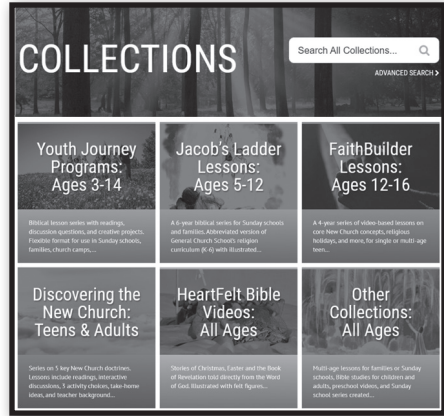 COLLECTIONS
Search All Collections...
ADVANCED SEARCH >
Youth Journey
Programs:
Ages 3-14
Biblical lesson series with readings,
discussion questions, and creative projects.
Flexible format for use in Sunday schools,
families, church camps,...
Jacob's Ladder
Lessons:
Ages 5-12
A 6-year biblical series for Sunday schools
and families. Abbreviated version of
General Church School's religion
curriculum (K-6) with illustrated...
FaithBuilder
Lessons:
Ages 12-16
A 4-year series of video-based lessons on
core New Church concepts, religious
holidays, and more, for single or multi-age
teen...
Discovering the
New Church:
Teens & Adults
Series on 5 key New Church doctrines.
Lessons include readings, interactive
discussions, 3 activity choices, take-home
ideas, and teacher background...
HeartFelt Bible
Videos:
All Ages
Stories of Christmas, Easter and the Book
of Revelation told directly from the Word
of God. Illustrated with felt figures...
Other
Collections:
All Ages
Multi-age lessons for families or Sunday
schools, Bible studies for children and
adults, preschool videos, and Sunday
school series created...